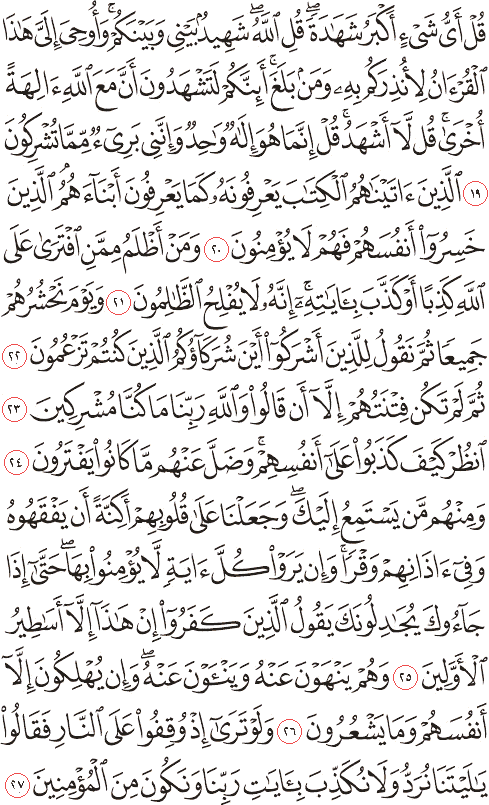 قُلْ أَىُّ شَىْءٍ أَكْبَرُ شَهَٰدَةً ۖ قُلِ ٱللَّهُ ۖ شَهِيدٌۢ بَيْنِى وَبَيْنَكُمْ ۚ وَأُوحِىَ إِلَىَّ هَٰذَا
ٱلْقُرْءَانُ لِأُنذِرَكُم بِهِۦ وَمَنۢ بَلَغَ ۚ أَئِنَّكُمْ لَتَشْهَدُونَ أَنَّ مَعَ ٱللَّهِ ءَالِهَةً
أُخْرَىٰ ۚ قُل لَّآ أَشْهَدُ ۚ قُلْ إِنَّمَا هُوَ إِلَٰهٌ وَٰحِدٌ وَإِنَّنِى بَرِىٓءٌ مِّمَّا تُشْرِكُونَ
١٩ ٱلَّذِينَ ءَاتَيْنَٰهُمُ ٱلْكِتَٰبَ يَعْرِفُونَهُۥ كَمَا يَعْرِفُونَ أَبْنَآءَهُمُ ۘ ٱلَّذِينَ
خَسِرُوٓا۟ أَنفُسَهُمْ فَهُمْ لَا يُؤْمِنُونَ ٢٠ وَمَنْ أَظْلَمُ مِمَّنِ ٱفْتَرَىٰ عَلَى
ٱللَّهِ كَذِبًا أَوْ كَذَّبَ بِـَٔايَٰتِهِۦٓ ۗ إِنَّهُۥ لَا يُفْلِحُ ٱلظَّٰلِمُونَ ٢١ وَيَوْمَ نَحْشُرُهُمْ
جَمِيعًا ثُمَّ نَقُولُ لِلَّذِينَ أَشْرَكُوٓا۟ أَيْنَ شُرَكَآؤُكُمُ ٱلَّذِينَ كُنتُمْ تَزْعُمُونَ ٢٢
ثُمَّ لَمْ تَكُن فِتْنَتُهُمْ إِلَّآ أَن قَالُوا۟ وَٱللَّهِ رَبِّنَا مَا كُنَّا مُشْرِكِينَ ٢٣
ٱنظُرْ كَيْفَ كَذَبُوا۟ عَلَىٰٓ أَنفُسِهِمْ ۚ وَضَلَّ عَنْهُم مَّا كَانُوا۟ يَفْتَرُونَ ٢٤
وَمِنْهُم مَّن يَسْتَمِعُ إِلَيْكَ ۖ وَجَعَلْنَا عَلَىٰ قُلُوبِهِمْ أَكِنَّةً أَن يَفْقَهُوهُ
وَفِىٓ ءَاذَانِهِمْ وَقْرًا ۚ وَإِن يَرَوْا۟ كُلَّ ءَايَةٍ لَّا يُؤْمِنُوا۟ بِهَا ۖ حَتَّىٰٓ إِذَا
جَآءُوكَ يُجَٰدِلُونَكَ يَقُولُ ٱلَّذِينَ كَفَرُوٓا۟ إِنْ هَٰذَآ إِلَّآ أَسَٰطِيرُ
ٱلْأَوَّلِينَ ٢٥ وَهُمْ يَنْهَوْنَ عَنْهُ وَيَنْـَٔوْنَ عَنْهُ ۖ وَإِن يُهْلِكُونَ إِلَّآ
أَنفُسَهُمْ وَمَا يَشْعُرُونَ ٢٦ وَلَوْ تَرَىٰٓ إِذْ وُقِفُوا۟ عَلَى ٱلنَّارِ فَقَالُوا۟
يَٰلَيْتَنَا نُرَدُّ وَلَا نُكَذِّبَ بِـَٔايَٰتِ رَبِّنَا وَنَكُونَ مِنَ ٱلْمُؤْمِنِينَ ٢٧